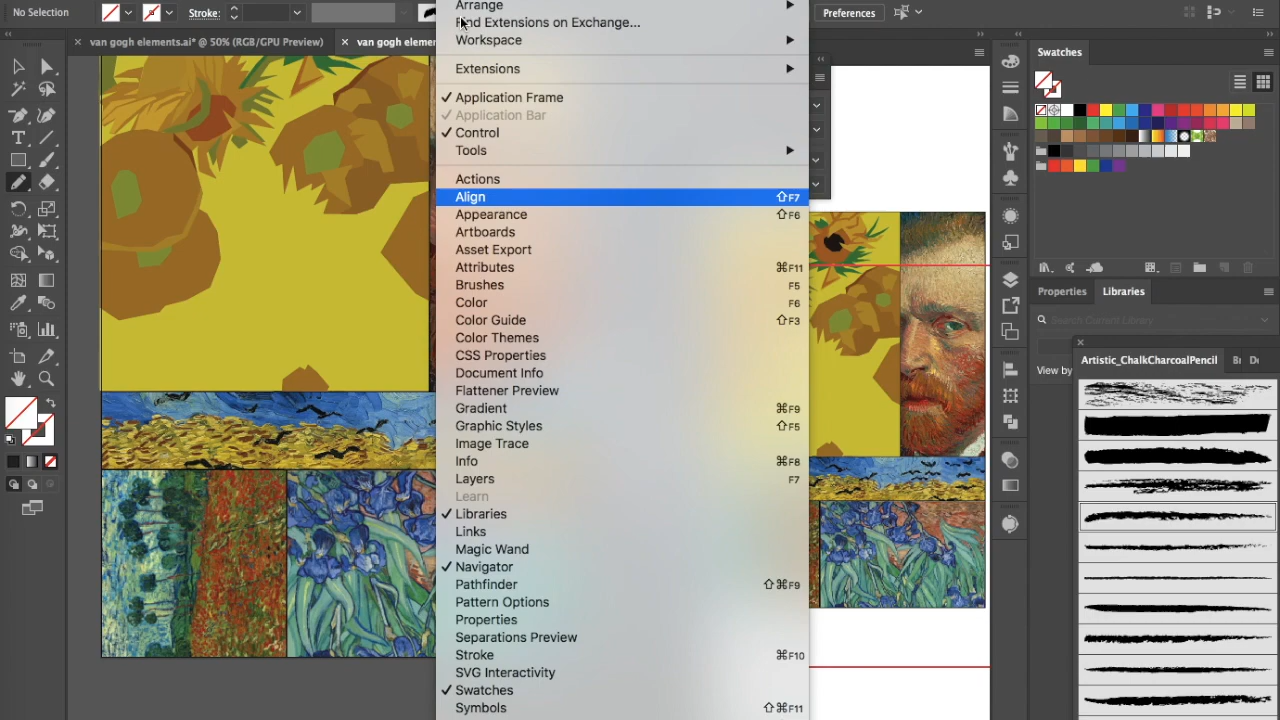 No Selection
Stroke:
Preferences
van gogh elements.ai* @ 50% (RGB/GPU Preview)
van gogh elemen
Arrange
Find Extensions on Exchange...
Workspace
Extensions
Application Frame
Application Bar
Control
Tools
Actions
Align ⇧F7
Appearance ⇧F6
Artboards
Asset Export
Attributes ⌘F11
Brushes F5
Color F6
Color Guide ⇧F3
Color Themes
CSS Properties
Document Info
Flattener Preview
Gradient ⌘F9
Graphic Styles ⇧F5
Image Trace
Info ⌘F8
Layers F7
Learn
Libraries
Links
Magic Wand
Navigator
Pathfinder ⇧⌘F9
Pattern Options
Properties
Separations Preview
Stroke ⌘F10
SVG Interactivity
Swatches
Symbols ⇧⌘F11
Swatches
Properties
Libraries
Search Current Library
View by
Artistic_ChalkCharcoalPencil